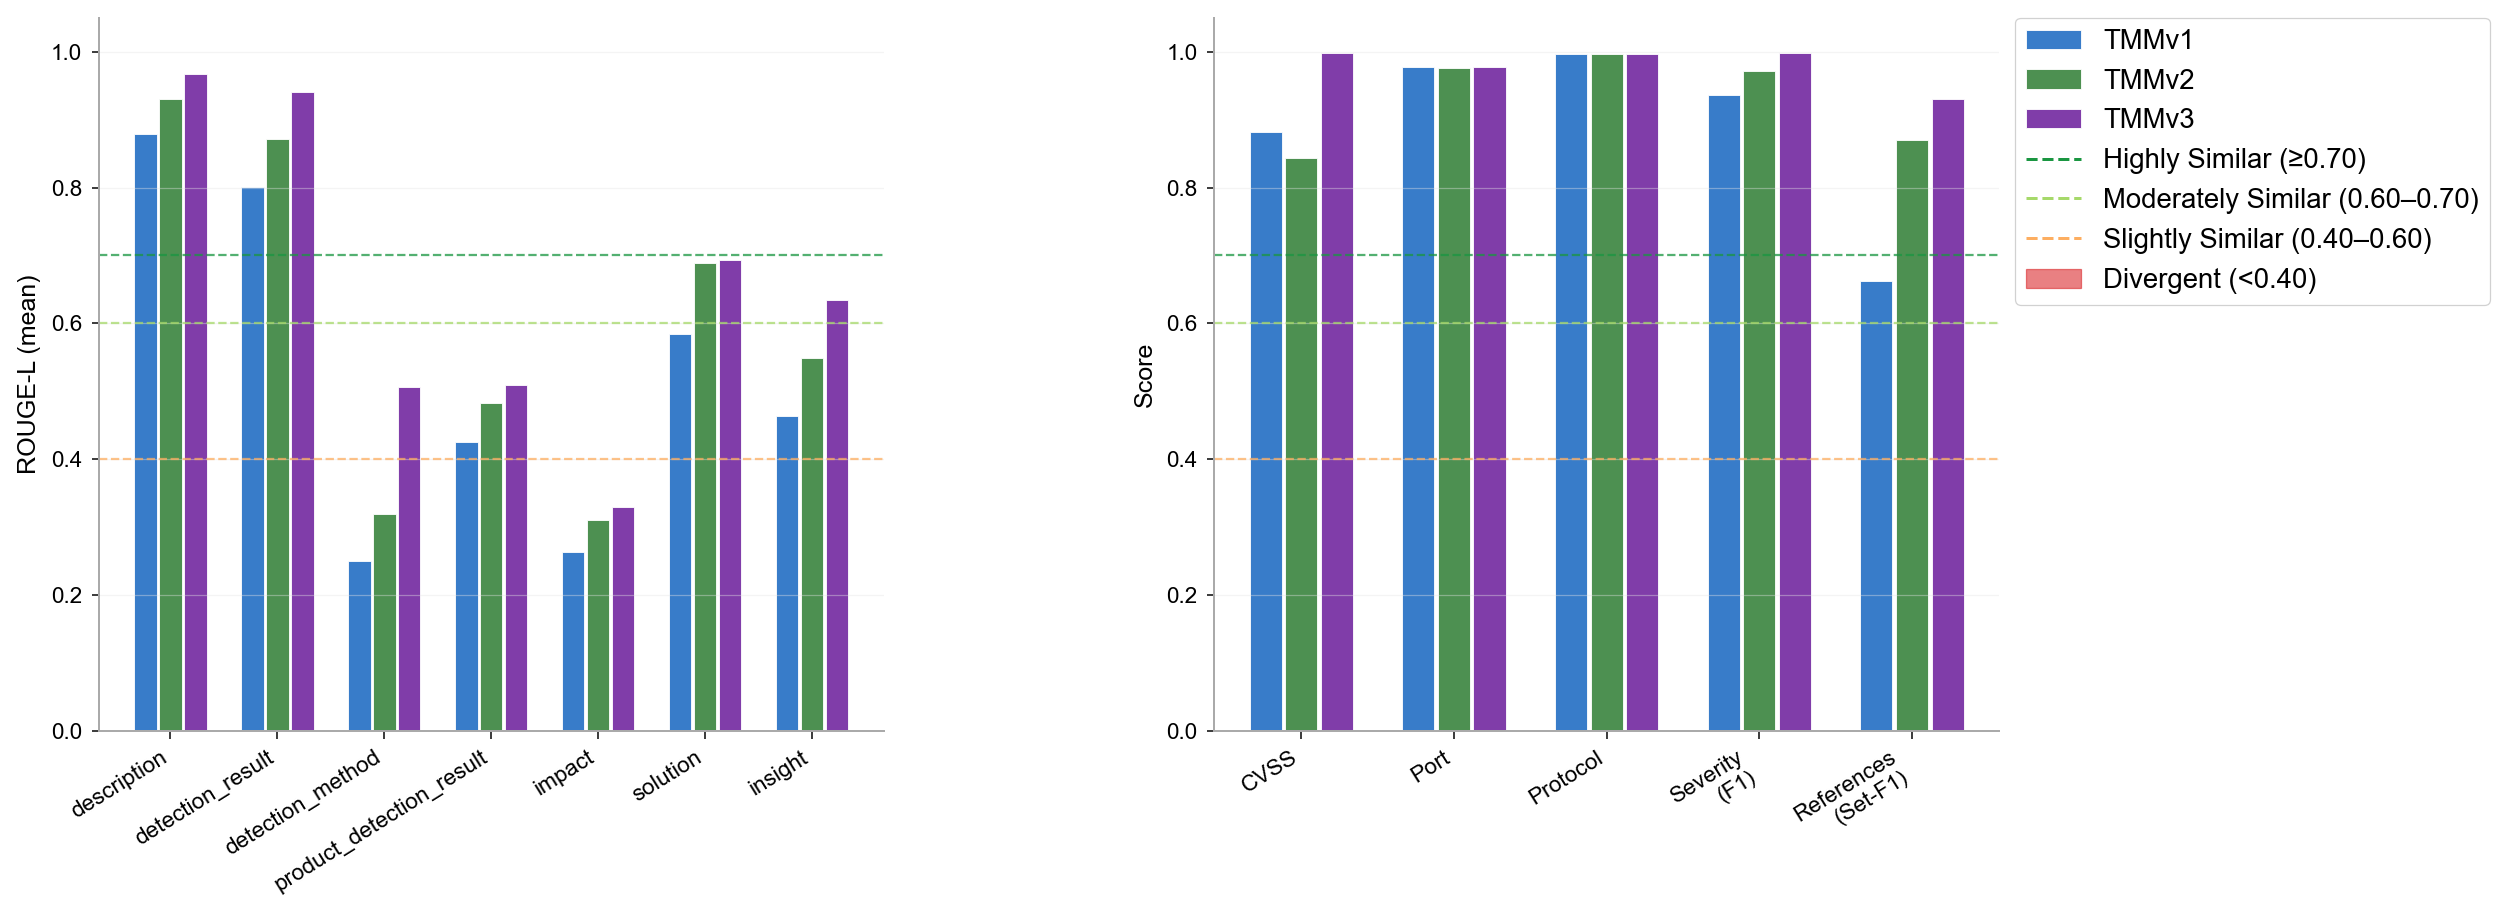 ROUGE-L (mean)
1.0
0.8
0.6
0.4
0.2
0.0
description
detection_result
detection_method
product_detection_result
impact
solution
insight
Score
1.0
0.8
0.6
0.4
0.2
0.0
CVSS
Port
Protocol
Severity
(F1)
References
(Set-F1)
TMMv1
TMMv2
TMMv3
Highly Similar (≥0.70)
Moderately Similar (0.60–0.70)
Slightly Similar (0.40–0.60)
Divergent (<0.40)